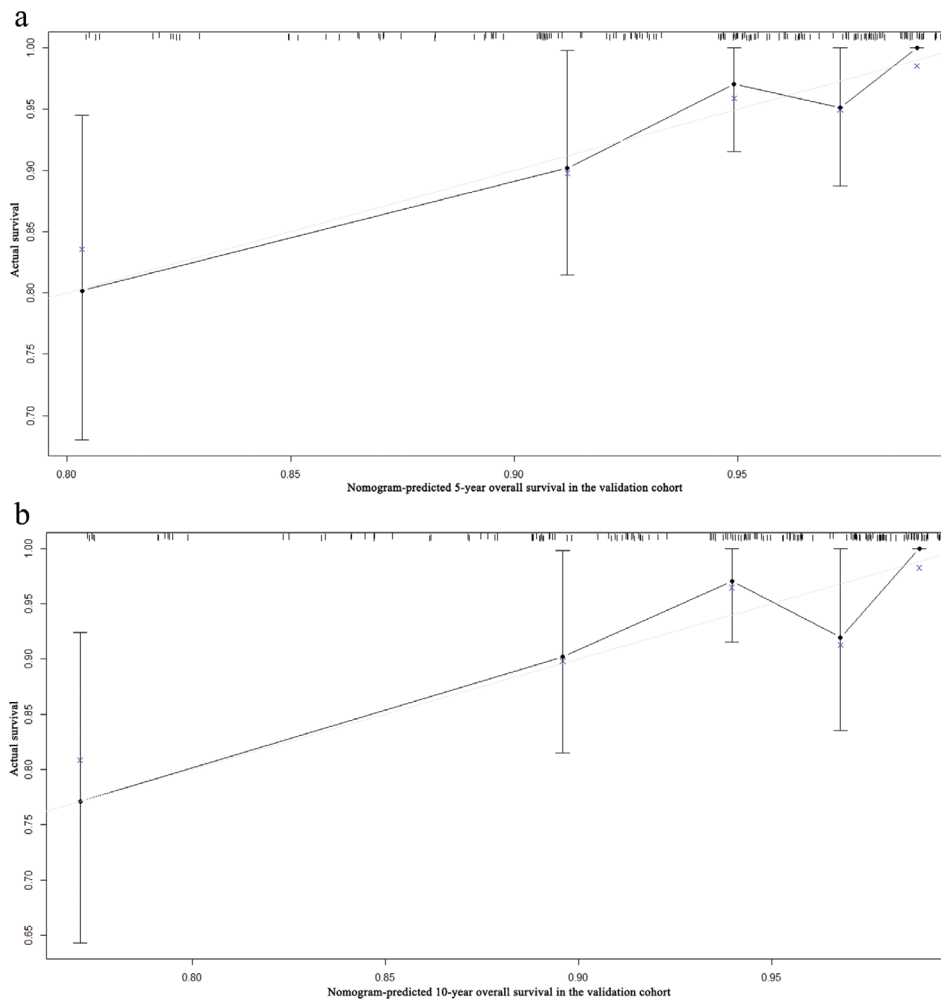 a
1.00
0.95
0.90
0.85
0.80
0.75
0.70
Actual survival
0.80 0.85 0.90 0.95
Nomogram-predicted 5-year overall survival in the validation cohort
b
1.00
0.95
0.90
0.85
0.80
0.75
0.70
0.65
Actual survival
0.80 0.85 0.90 0.95
Nomogram-predicted 10-year overall survival in the validation cohort